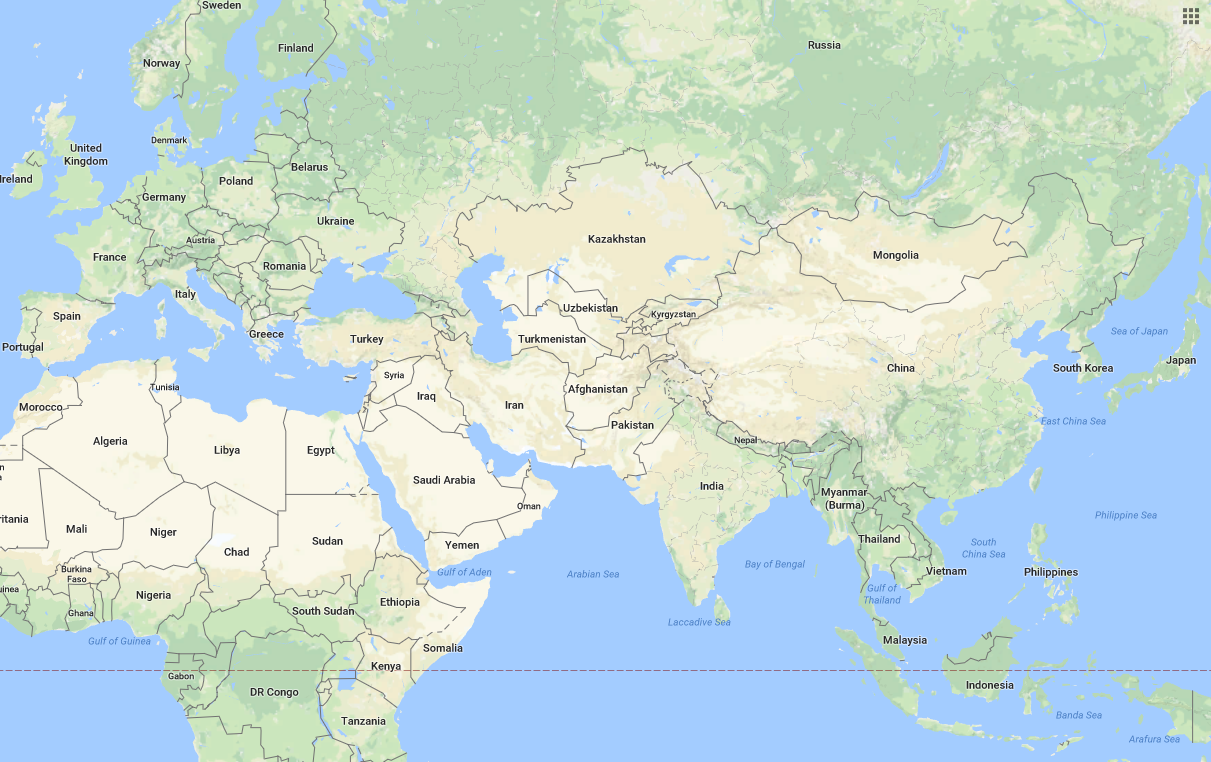 Sweden
Finland
Russia
Norway
Denmark
United
Kingdom
reland
Belarus
Poland
Germany
Ukraine
Austria
Kazakhstan
France
Mongolia
Romania
Italy
Uzbekistan
Kyrgyzstan
Spain
Sea of Japan
Greece
Turkey
Turkmenistan
Portugal
Japan
China
South Korea
Syria
Tunisia
Afghanistan
Iraq
Iran
Morocco
East China Sea
Pakistan
Algeria
Nepal
Libya
Egypt
n
Saudi Arabia
India
Myanmar
(Burma)
Oman
Philippine Sea
ritania
Mali
Niger
Sudan
Thailand
Yemen
South
China Sea
Chad
Bay of Bengal
Burkina
Faso
Gulf of Aden
Arabian Sea
Vietnam
Philippines
uinea
Nigeria
Gulf of
Thailand
Ethiopia
Ghana
South Sudan
Laccadive Sea
Gulf of Guinea
Malaysia
Somalia
Kenya
Gabon
Indonesia
DR Congo
Banda Sea
Tanzania
Arafura Sea